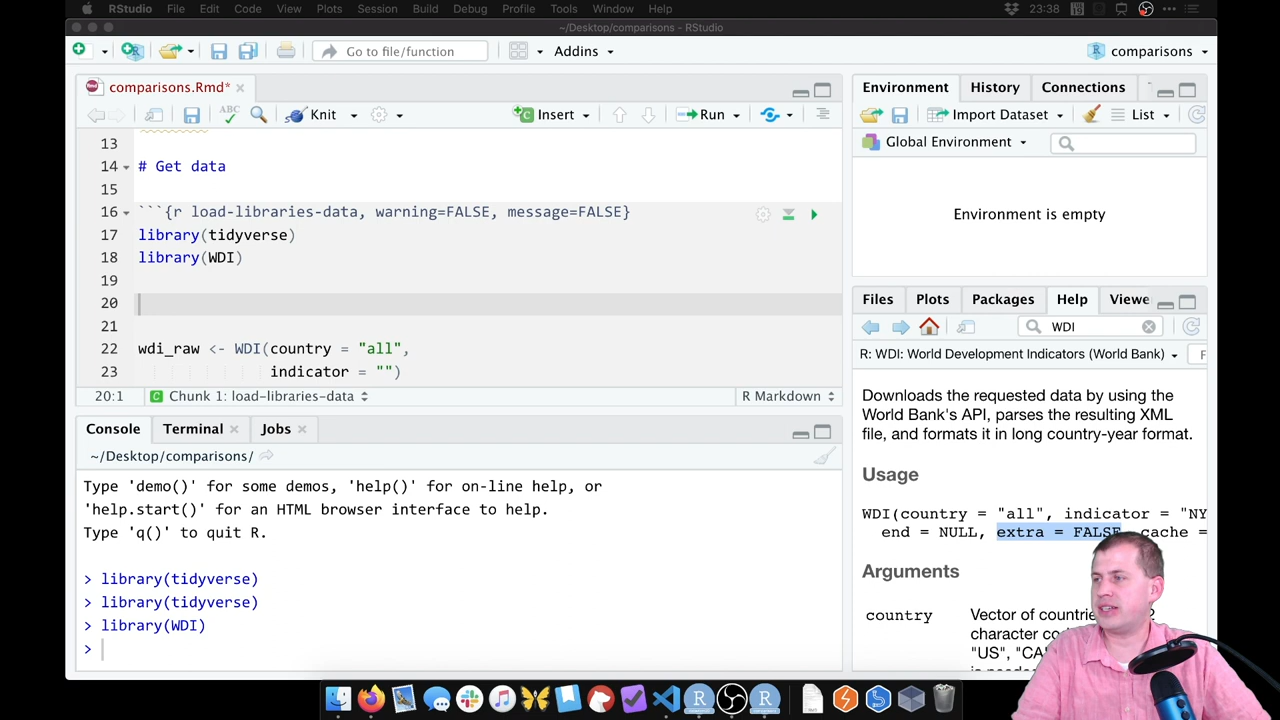 RStudio File Edit Code View Plots Session Build Debug Profile Tools Window Help 23:38
~/Desktop/comparisons - RStudio
Go to file/function Addins comparisons
comparisons.Rmd*
ABC Knit Insert Run
13
14 # Get data
15
16 ```{r load-libraries-data, warning=FALSE, message=FALSE}
17 library(tidyverse)
18 library(WDI)
19
20
21
22 wdi_raw <- WDI(country = "all",
23 indicator = "")
20:1 Chunk 1: load-libraries-data R Markdown
Console Terminal Jobs
~/Desktop/comparisons/
Type 'demo()' for some demos, 'help()' for on-line help, or
'help.start()' for an HTML browser interface to help.
Type 'q()' to quit R.
> library(tidyverse)
> library(tidyverse)
> library(WDI)
>
Environment History Connections
Import Dataset List
Global Environment
Environment is empty
Files Plots Packages Help Viewe
WDI
R: WDI: World Development Indicators (World Bank)
Downloads the requested data by using the
World Bank's API, parses the resulting XML
file, and formats it in long country-year format.
Usage
WDI(country = "all", indicator = "NY
end = NULL, extra = FALSE, cache =
Arguments
country Vector of countries
character
"US", "CA